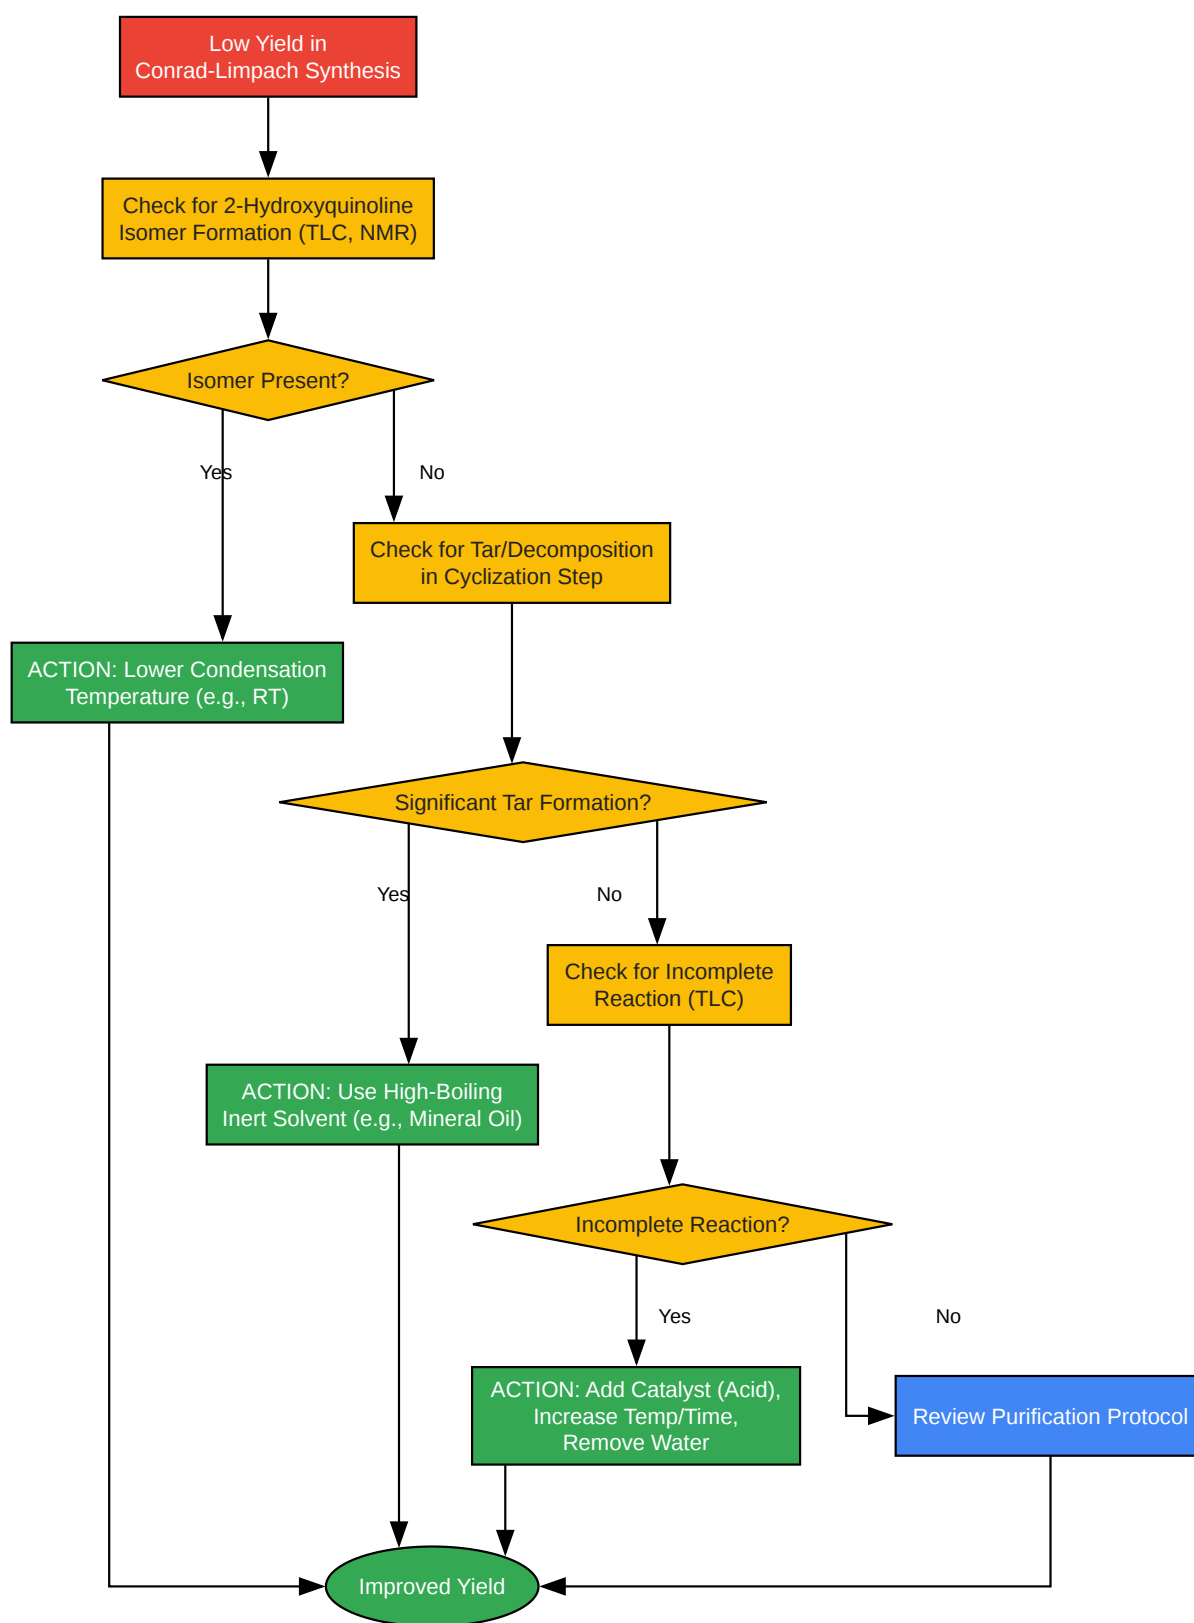 Low Yield in
Conrad-Limpach Synthesis
Check for 2-Hydroxyquinoline
Isomer Formation (TLC, NMR)
Isomer Present?
Yes
No
Check for Tar/Decomposition
in Cyclization Step
ACTION: Lower Condensation
Temperature (e.g., RT)
Significant Tar Formation?
Yes
No
Check for Incomplete
Reaction (TLC)
ACTION: Use High-Boiling
Inert Solvent (e.g., Mineral Oil)
Incomplete Reaction?
Yes
No
ACTION: Add Catalyst (Acid),
Increase Temp/Time,
Remove Water
Review Purification Protocol
Improved Yield